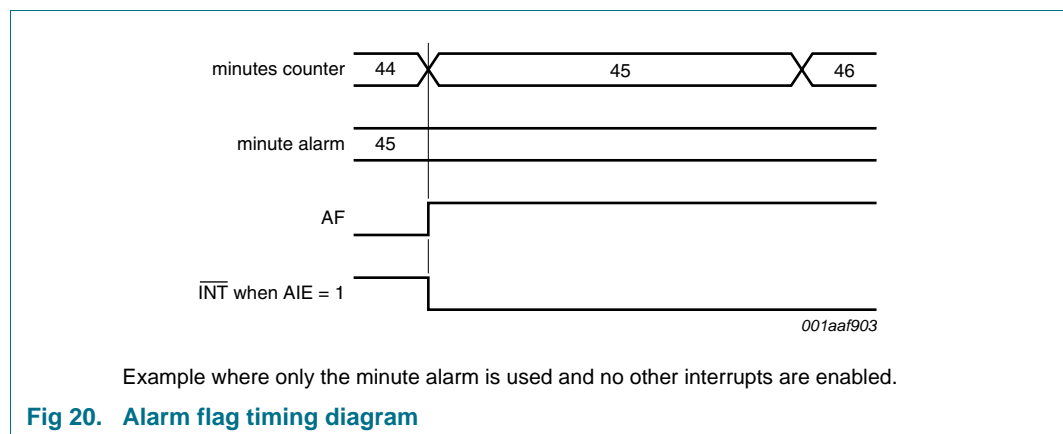 minutes counter 44 45 46
minute alarm 45
AF
INT when AIE = 1
001aaf903
Example where only the minute alarm is used and no other interrupts are enabled.
Fig 20. Alarm flag timing diagram